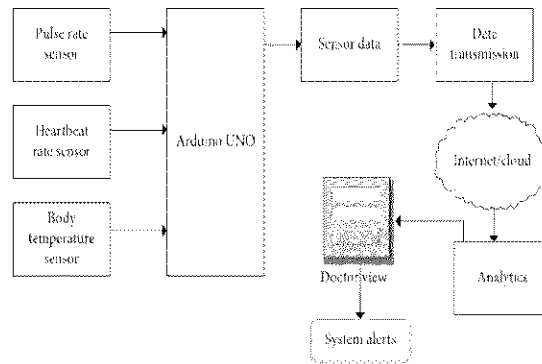 Pulse rate
sensor
Heartbeat
rate sensor
Body
temperature
sensor
Arduino UNO
Sensor data
Data
transmission
Internet/cloud
Analytics
Doctor view
System alerts